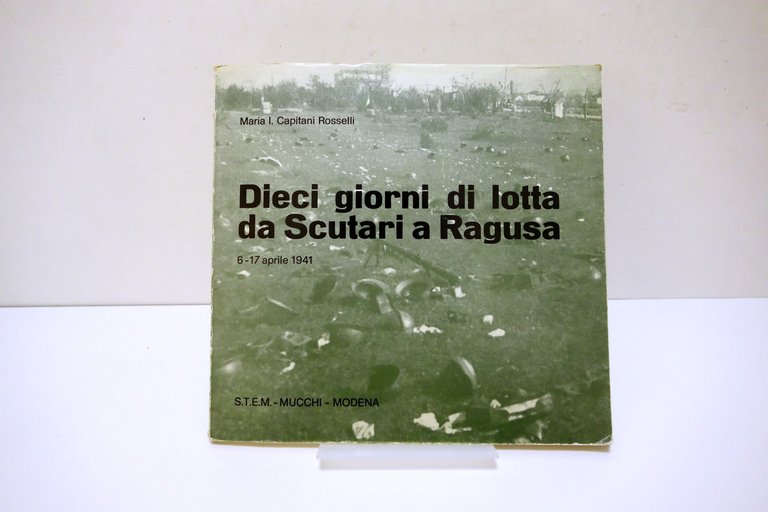 Maria I. Capitani Rosselli
Dieci giorni di lotta
da Scutari a Ragusa
6-17 aprile 1941
S.T.E.M.-MUCCHI - MODENA